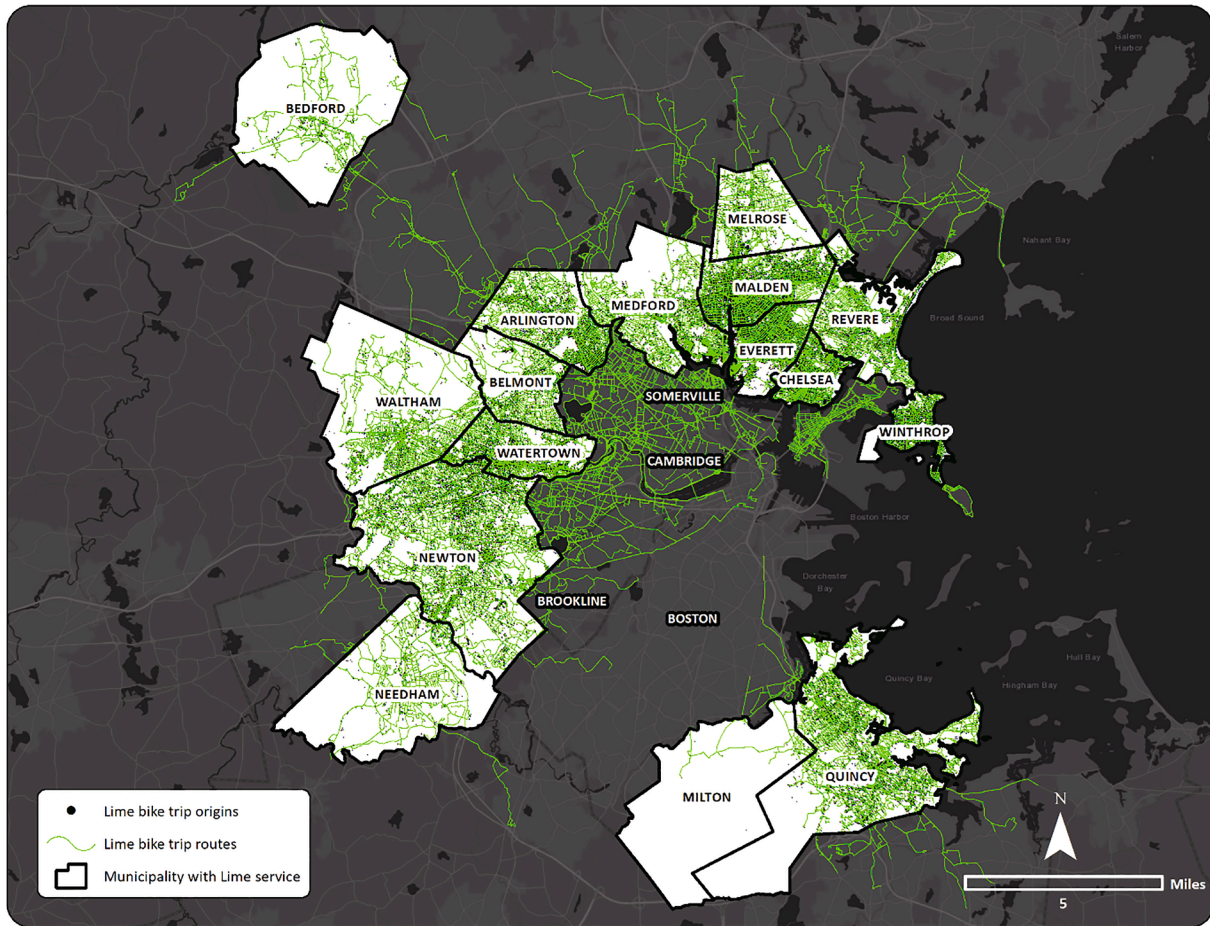 Salem
Harbor
BEDFORD
MELROSE
Nahant Bay
MALDEN
MEDFORD
ARLINGTON
REVERE
Broad Sound
EVERETT
BELMONT
CHELSEA
SOMERVILLE
WALTHAM
WINTHROP
WATERTOWN
CAMBRIDGE
Boston Harbor
NEWTON
Dorchester
Bay
BROOKLINE
BOSTON
Hull Bay
Quincy Bay
Hingham Bay
NEEDHAM
QUINCY
MILTON
Lime bike trip origins
Lime bike trip routes
Municipality with Lime service
N
Miles
5